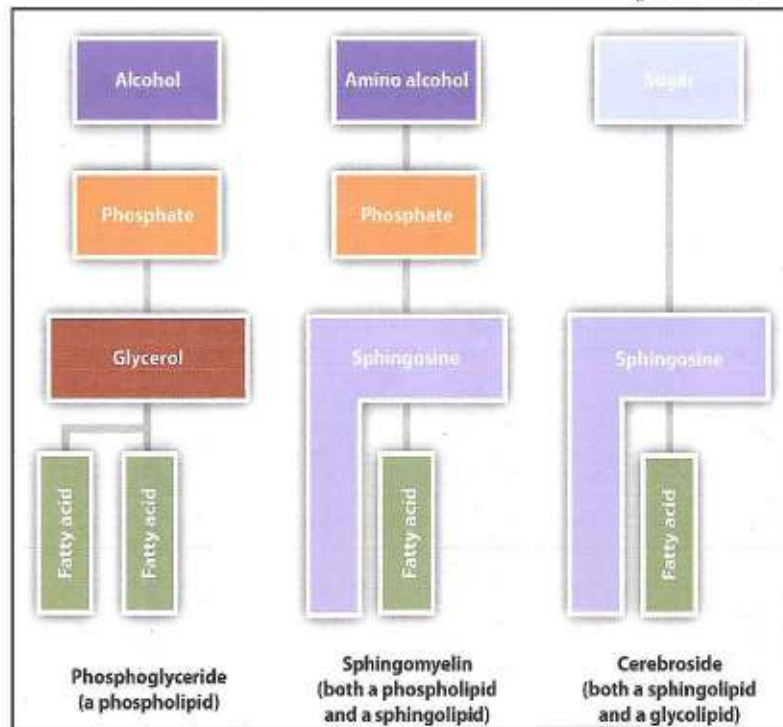 Alcohol
Phosphate
Glycerol
Fatty acid
Fatty acid
Phosphoglyceride
(a phospholipid)
Amino alcohol
Phosphate
Sphingosine
Fatty acid
Sphingomyelin
(both a phospholipid
and a sphingolipid)
Sugar
Sphingosine
Fatty acid
Cerebroside
(both a sphingolipid
and a glycolipid)